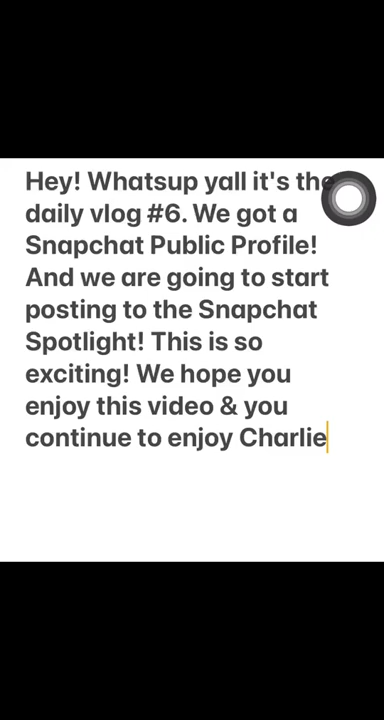 Hey! Whatsup yall it's the
daily vlog #6. We got a
Snapchat Public Profile!
And we are going to start
posting to the Snapchat
Spotlight! This is so
exciting! We hope you
enjoy this video & you
continue to enjoy Charlie